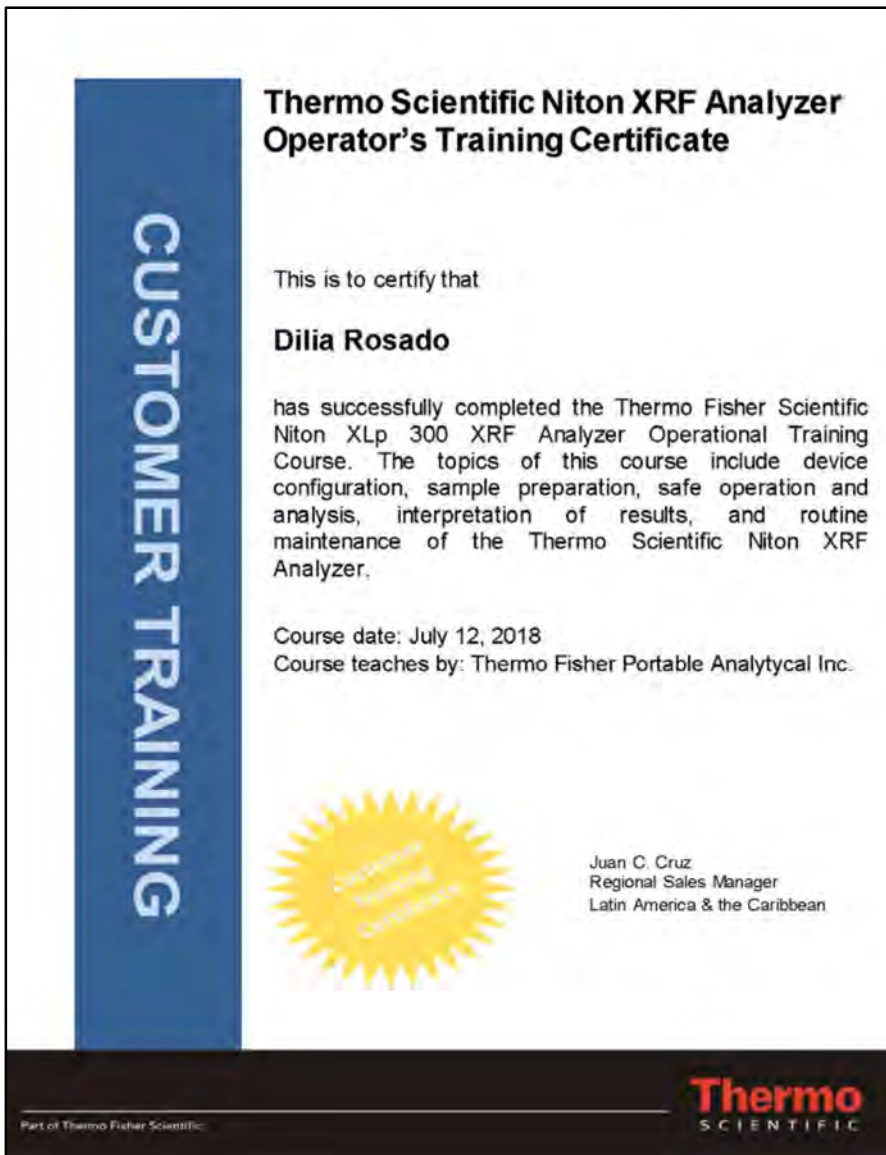 Thermo Scientific Niton XRF Analyzer
Operator's Training Certificate
CUSTOMER TRAINING
This is to certify that
Dilia Rosado
has successfully completed the Thermo Fisher Scientific
Niton XLp 300 XRF Analyzer Operational Training
Course. The topics of this course include device
configuration, sample preparation, safe operation and
analysis, interpretation of results, and routine
maintenance of the Thermo Scientific Niton XRF
Analyzer.
Course date: July 12, 2018
Course teaches by: Thermo Fisher Portable Analytycal Inc.
Customer
Training
Certificate
Juan C. Cruz
Regional Sales Manager
Latin America & the Caribbean
Part of Thermo Fisher Scientific
Thermo
SCIENTIFIC